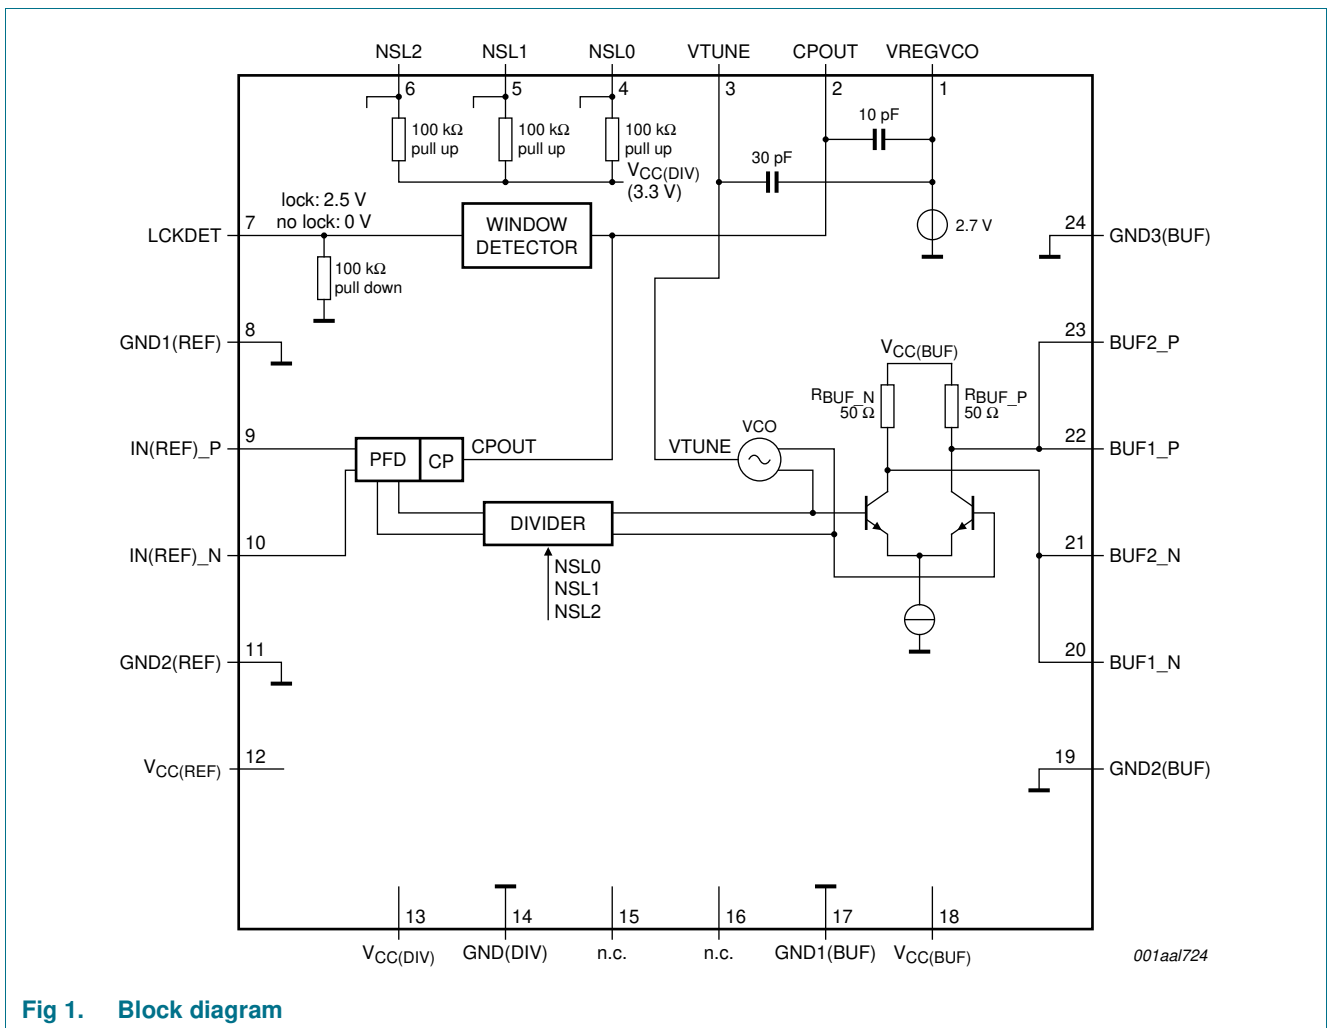 NSL2 NSL1 NSL0 VTUNE CPOUT VREGVCO
6 5 4 3 2 1
10 pF
100 kΩ 100 kΩ 100 kΩ
pull up pull up pull up
30 pF
VCC(DIV)
(3.3 V)
lock: 2.5 V
no lock: 0 V
LCKDET 7
WINDOW
DETECTOR
2.7 V
24 GND3(BUF)
100 kΩ
pull down
GND1(REF) 8
23 BUF2_P
VCC(BUF)
RBUF_N
50 Ω
RBUF_P
50 Ω
IN(REF)_P 9
PFD CP
CPOUT
VTUNE
VCO
22 BUF1_P
DIVIDER
IN(REF)_N 10
NSL0
NSL1
NSL2
21 BUF2_N
GND2(REF) 11
20 BUF1_N
VCC(REF) 12
19 GND2(BUF)
13 14 15 16 17 18
VCC(DIV) GND(DIV) n.c. n.c. GND1(BUF) VCC(BUF)
001aal724
Fig 1. Block diagram